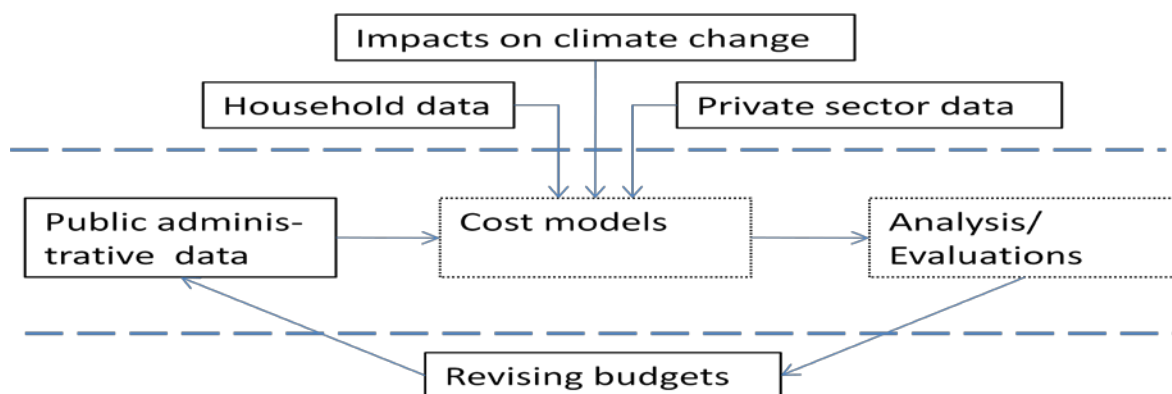 Impacts on climate change
Household data
Private sector data
Public adminis-
trative data
Cost models
Analysis/
Evaluations
Revising budgets